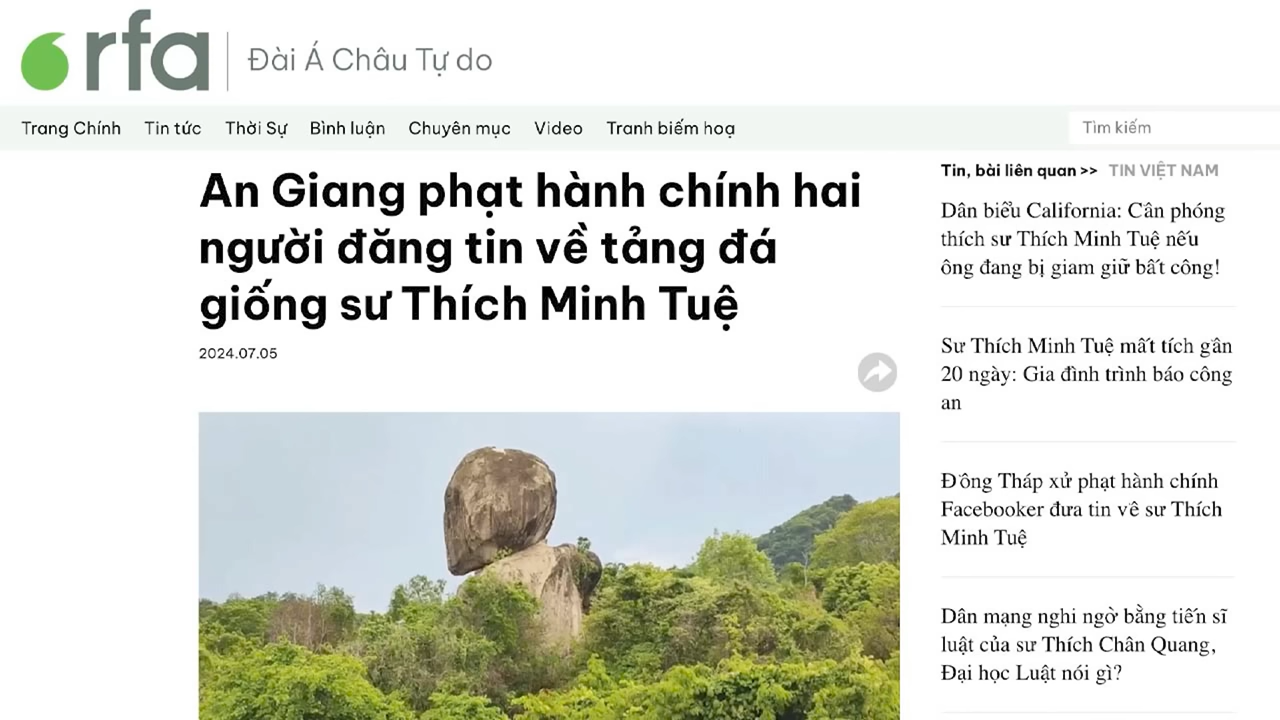 rfa Đài Á Châu Tự do
Trang Chính Tin tức Thời Sự Bình luận Chuyên mục Video Tranh biếm hoạ Tìm kiếm
An Giang phạt hành chính hai
người đăng tin về tảng đá
giống sư Thích Minh Tuệ
2024.07.05
Tin, bài liên quan >> TIN VIỆT NAM
Dân biểu California: Cần phóng
thích sư Thích Minh Tuệ nếu
ông đang bị giam giữ bất công!
Sư Thích Minh Tuệ mất tích gần
20 ngày: Gia đình trình báo công
an
Đồng Tháp xử phạt hành chính
Facebooker đưa tin về sư Thích
Minh Tuệ
Dân mạng nghi ngờ bằng tiến sĩ
luật của sư Thích Chân Quang,
Đại học Luật nói gì?